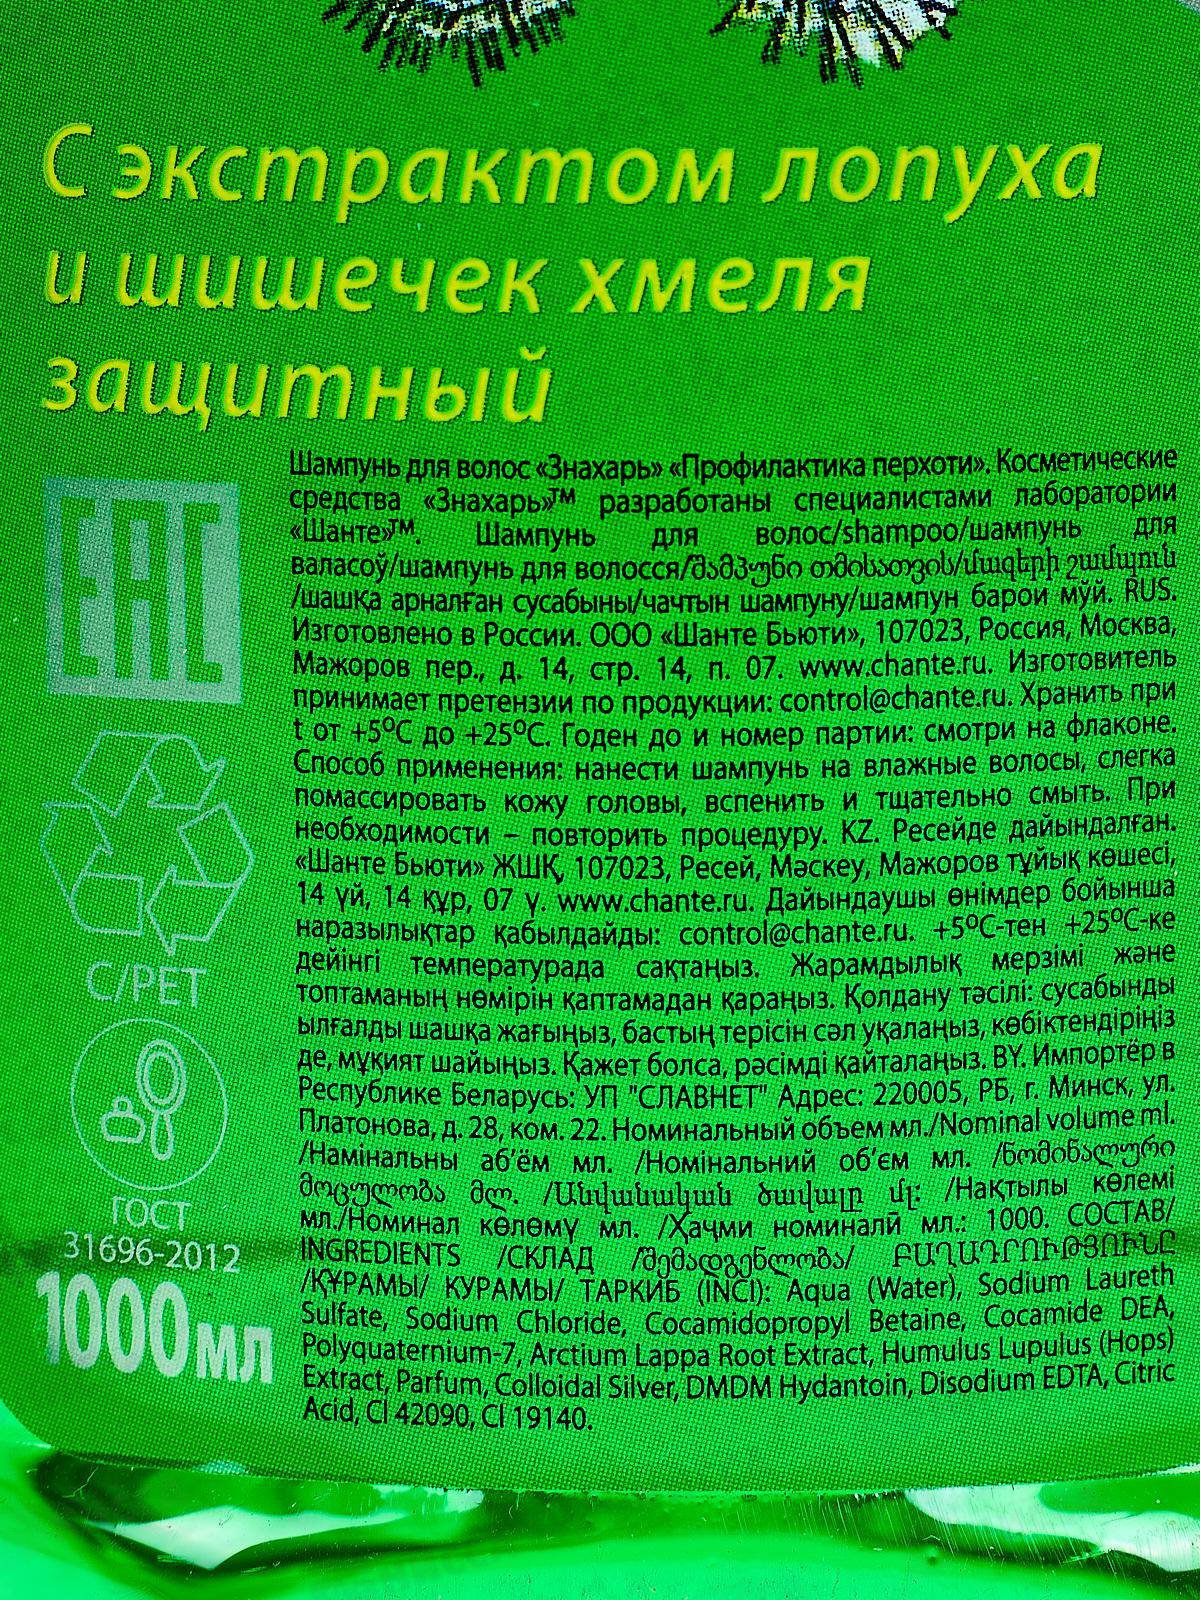 С экстрактом лопуха
и шишечек хмеля
защитный
Шампунь для волос «Знахарь» «Профилактика перхоти». Косметические
средства «Знахарь»™ разработаны специалистами лаборатории
«Шанте»™. Шампунь для волос/shampoo/шампунь для
валасоў/шампунь для волосся/შამპუნი თმისათვის/մազերի շամպուն
/шашқа арналған сусабыны/чачтын шампуну/шампун барои мӯй. RUS.
Изготовлено в России. ООО «Шанте Бьюти», 107023, Россия, Москва,
Мажоров пер., д. 14, стр. 14, п. 07. www.chante.ru. Изготовитель
принимает претензии по продукции: control@chante.ru. Хранить при
t от +5ºC до +25ºC. Годен до и номер партии: смотри на флаконе.
Способ применения: нанести шампунь на влажные волосы, слегка
помассировать кожу головы, вспенить и тщательно смыть. При
необходимости – повторить процедуру. KZ. Ресейде дайындалған.
«Шанте Бьюти» ЖШҚ, 107023, Ресей, Мәскеу, Мажоров тұйық көшесі,
14 үй, 14 құр, 07 ү. www.chante.ru. Дайындаушы өнімдер бойынша
наразылықтар қабылдайды: control@chante.ru. +5ºC-тен +25ºC-ке
дейінгі температурада сақтаңыз. Жарамдылық мерзімі және
топтаманың нөмірін қаптамадан қараңыз. Қолдану тәсілі: сусабынды
ылғалды шашқа жағыңыз, бастың терісін сәл уқалаңыз, көбіктендіріңіз
де, мұқият шайыңыз. Қажет болса, рәсімді қайталаңыз. BY. Импортёр в
Республике Беларусь: УП "СЛАВНЕТ" Адрес: 220005, РБ, г. Минск, ул.
Платонова, д. 28, ком. 22. Номинальный объем мл./Nominal volume ml.
/Намінальны аб’ём мл. /Номінальний об’єм мл. /ნომინალური
მოცულობა მლ. /Անվանական ծավալը մլ: /Нақтылы көлемі
мл./Номинал көлөмү мл. /Ҳаҷми номиналӣ мл.: 1000. СОСТАВ/
INGREDIENTS /СКЛАД /შემადგენლობა/ ԲԱՂԱԴՐՈՒԹՅՈՒՆԸ
/ҚҰРАМЫ/ КУРАМЫ/ ТАРКИБ (INCI): Aqua (Water), Sodium Laureth
Sulfate, Sodium Chloride, Cocamidopropyl Betaine, Cocamide DEA,
Polyquaternium-7, Arctium Lappa Root Extract, Humulus Lupulus (Hops)
Extract, Parfum, Colloidal Silver, DMDM Hydantoin, Disodium EDTA, Citric
Acid, Cl 42090, Cl 19140.
EAC
C/PET
ГОСТ
31696-2012
1000мл